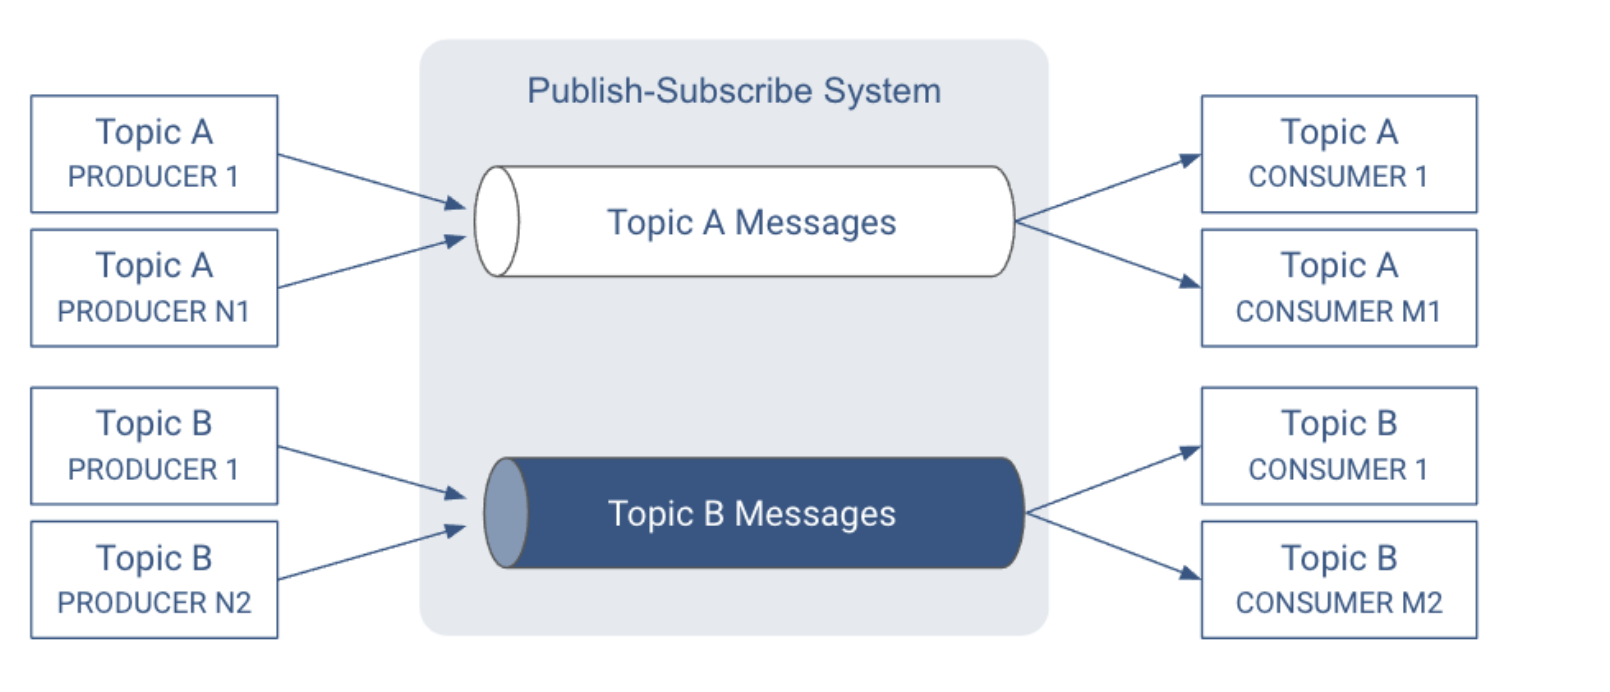 Publish-Subscribe System
Topic A
PRODUCER 1
Topic A
PRODUCER N1
Topic A Messages
Topic A
CONSUMER 1
Topic A
CONSUMER M1
Topic B
PRODUCER 1
Topic B
PRODUCER N2
Topic B Messages
Topic B
CONSUMER 1
Topic B
CONSUMER M2